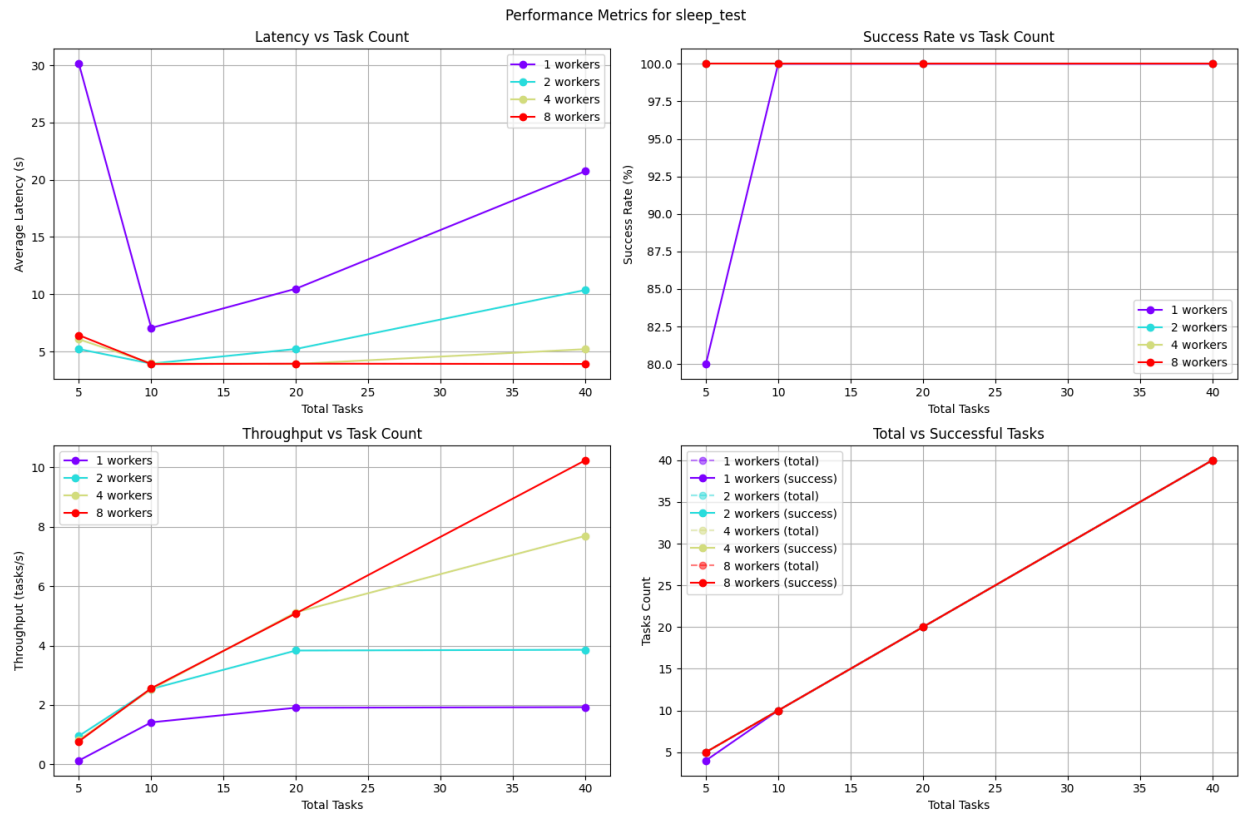 Performance Metrics for sleep_test
Latency vs Task Count
30
25
20
15
10
5
Average Latency (s)
5 10 15 20 25 30 35 40
Total Tasks
1 workers
2 workers
4 workers
8 workers
Success Rate vs Task Count
100.0
97.5
95.0
92.5
90.0
87.5
85.0
82.5
80.0
Success Rate (%)
5 10 15 20 25 30 35 40
Total Tasks
1 workers
2 workers
4 workers
8 workers
Throughput vs Task Count
10
8
6
4
2
0
Throughput (tasks/s)
5 10 15 20 25 30 35 40
Total Tasks
1 workers
2 workers
4 workers
8 workers
Total vs Successful Tasks
40
35
30
25
20
15
10
5
Tasks Count
5 10 15 20 25 30 35 40
Total Tasks
1 workers (total)
1 workers (success)
2 workers (total)
2 workers (success)
4 workers (total)
4 workers (success)
8 workers (total)
8 workers (success)